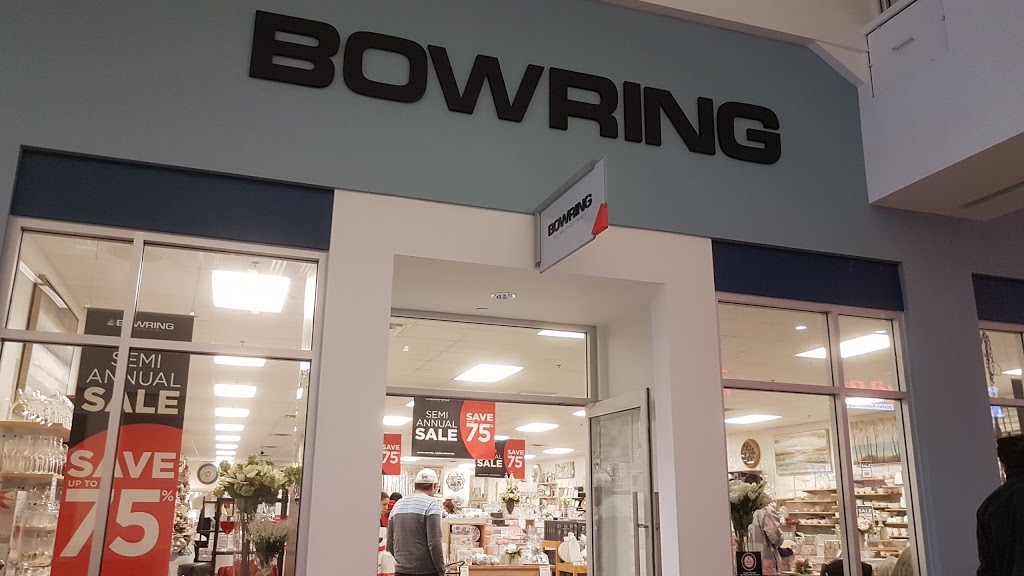 BOWRING
BOWRING
BOWRING
SEMI
ANNUAL
SALE
SAVE
UP TO
75%
SEMI
ANNUAL
SALE
SAVE
75
75
SALE
SAVE
75